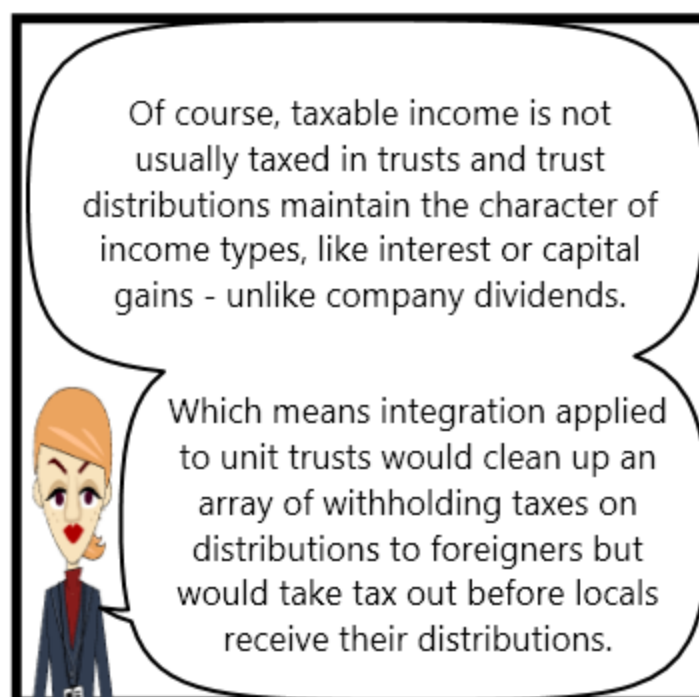 Of course, taxable income is not
usually taxed in trusts and trust
distributions maintain the character of
income types, like interest or capital
gains - unlike company dividends.
Which means integration applied
to unit trusts would clean up an
array of withholding taxes on
distributions to foreigners but
would take tax out before locals
receive their distributions.